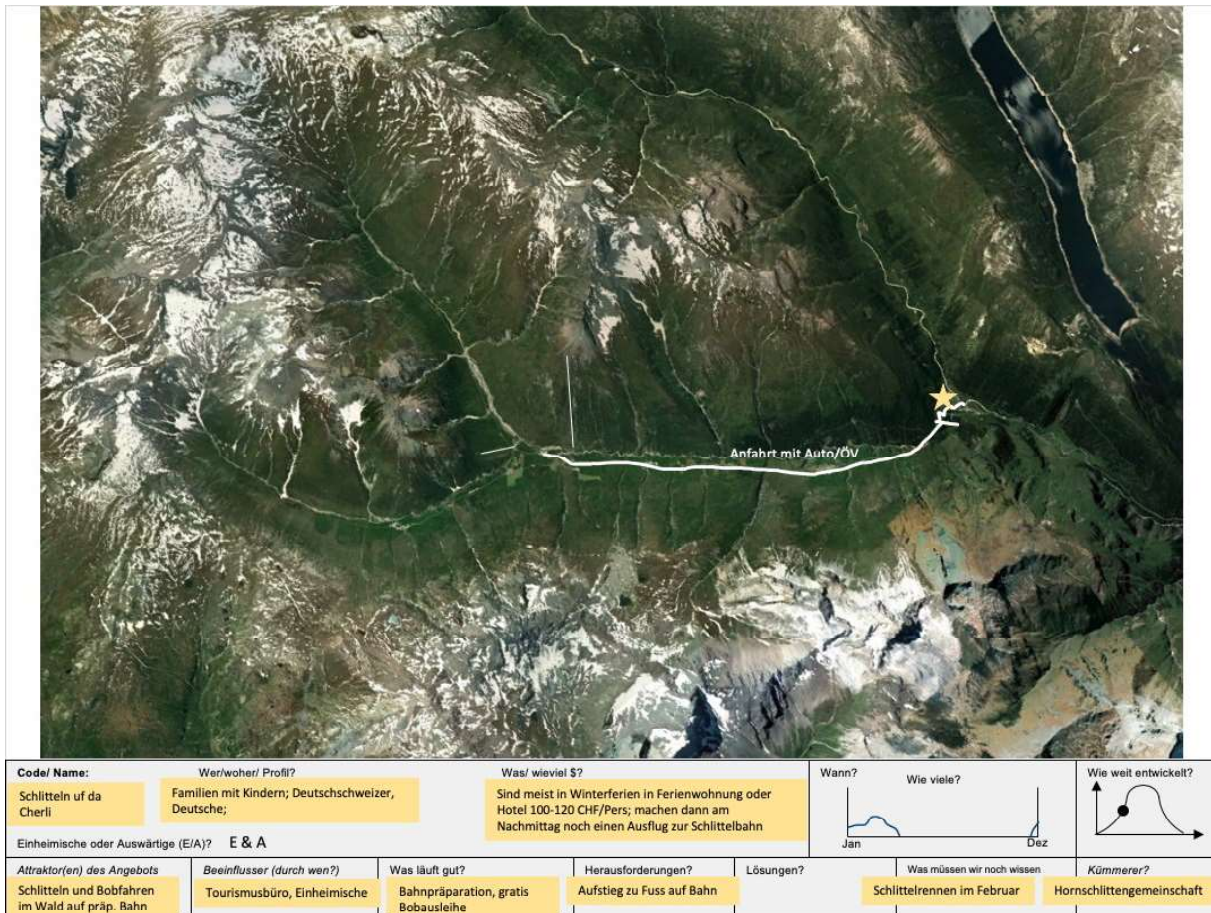 Anfahrt mit Auto/ÖV
Code/ Name:
Schlitteln uf da
Cherli
Wer/woher/ Profil?
Familien mit Kindern; Deutschschweizer,
Deutsche;
Was/ wieviel $?
Sind meist in Winterferien in Ferienwohnung oder
Hotel 100-120 CHF/Pers; machen dann am
Nachmittag noch einen Ausflug zur Schlittelbahn
Wann?
Wie viele?
Jan
Dez
Wie weit entwickelt?
Einheimische oder Auswärtige (E/A)? E & A
Attraktor(en) des Angebots
Schlitteln und Bobfahren
im Wald auf präp. Bahn
Beeinflusser (durch wen?)
Tourismusbüro, Einheimische
Was läuft gut?
Bahnpräparation, gratis
Bobausleihe
Herausforderungen?
Aufstieg zu Fuss auf Bahn
Lösungen?
Was müssen wir noch wissen
Schlittelrennen im Februar
Kümmerer?
Hornschlittengemeinschaft